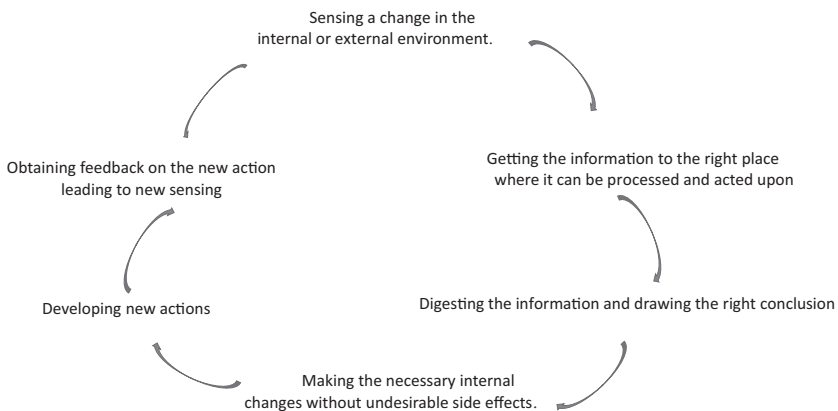 Sensing a change in the
internal or external environment.
Getting the information to the right place
where it can be processed and acted upon
Digesting the information and drawing the right conclusion
Making the necessary internal
changes without undesirable side effects.
Developing new actions
Obtaining feedback on the new action
leading to new sensing